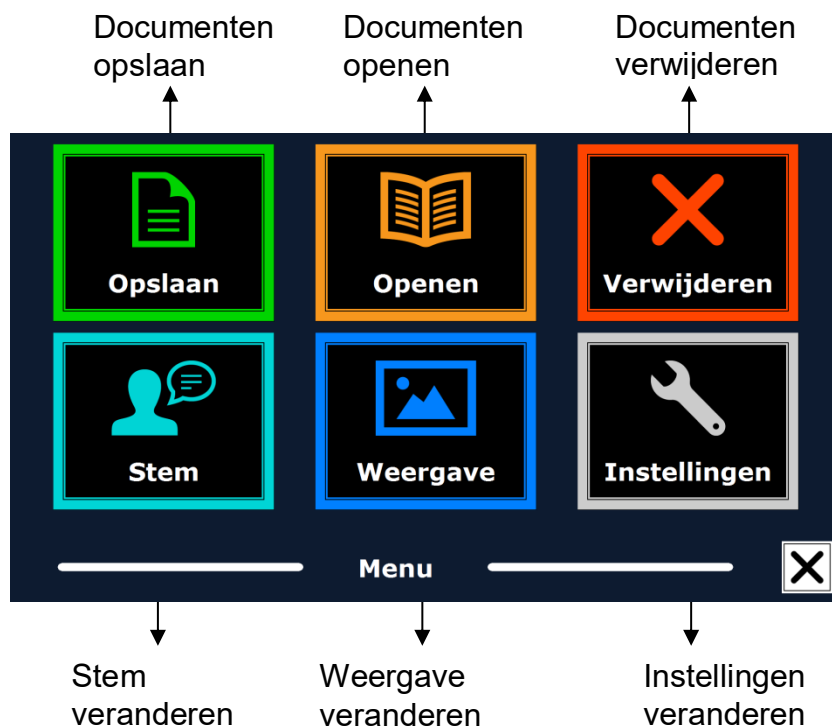 Documenten
opslaan
Documenten
openen
Documenten
verwijderen
Opslaan
Openen
Verwijderen
Stem
Weergave
Instellingen
Menu
Stem
veranderen
Weergave
veranderen
Instellingen
veranderen